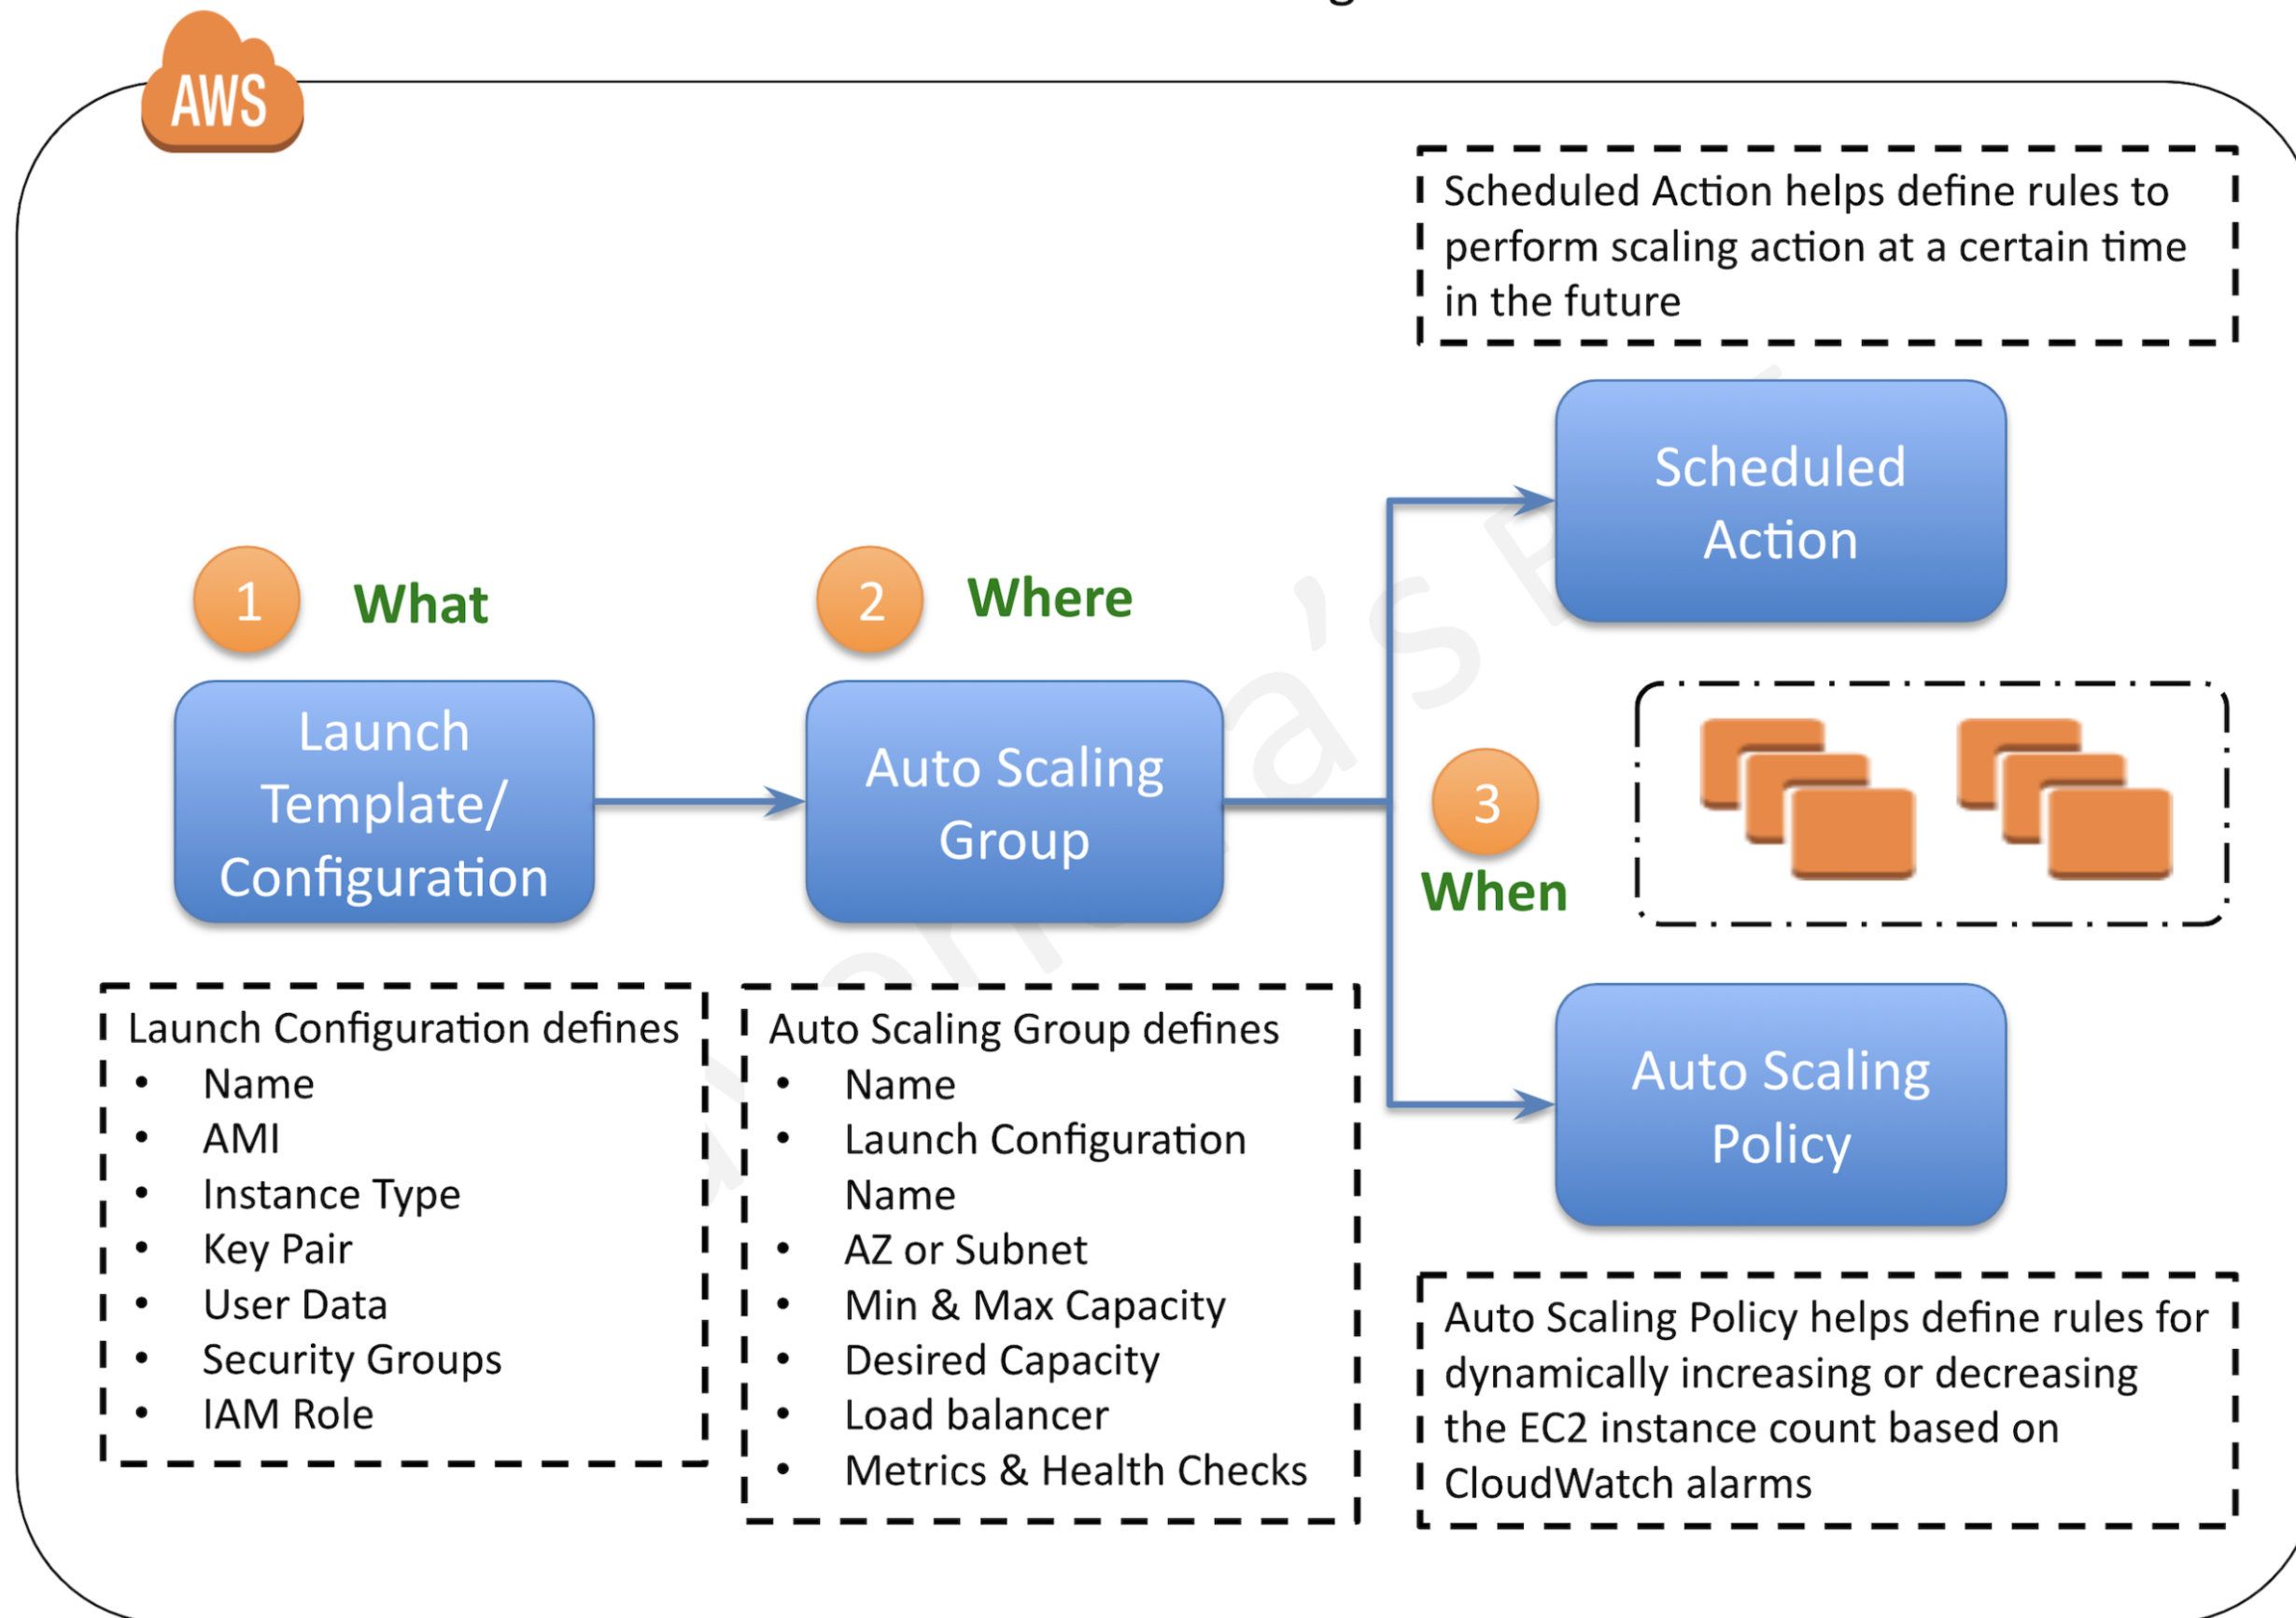 AWS
Scheduled Action helps define rules to
perform scaling action at a certain time
in the future
Scheduled
Action
1
What
2
Where
Launch
Template/
Configuration
Auto Scaling
Group
3
When
Launch Configuration defines
• Name
• AMI
• Instance Type
• Key Pair
• User Data
• Security Groups
• IAM Role
Auto Scaling Group defines
• Name
• Launch Configuration
Name
• AZ or Subnet
• Min & Max Capacity
• Desired Capacity
• Load balancer
• Metrics & Health Checks
Auto Scaling
Policy
Auto Scaling Policy helps define rules for
dynamically increasing or decreasing
the EC2 instance count based on
CloudWatch alarms